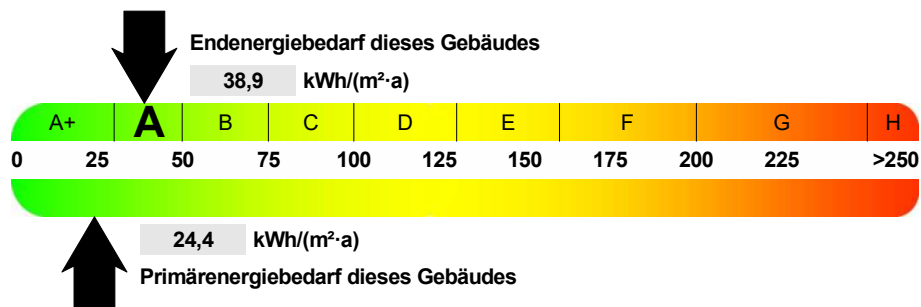 Endenergiebedarf dieses Gebäudes
38,9 kWh/(m²·a)
A+ A B C D E F G H
0 25 50 75 100 125 150 175 200 225 >250
24,4 kWh/(m²·a)
Primärenergiebedarf dieses Gebäudes